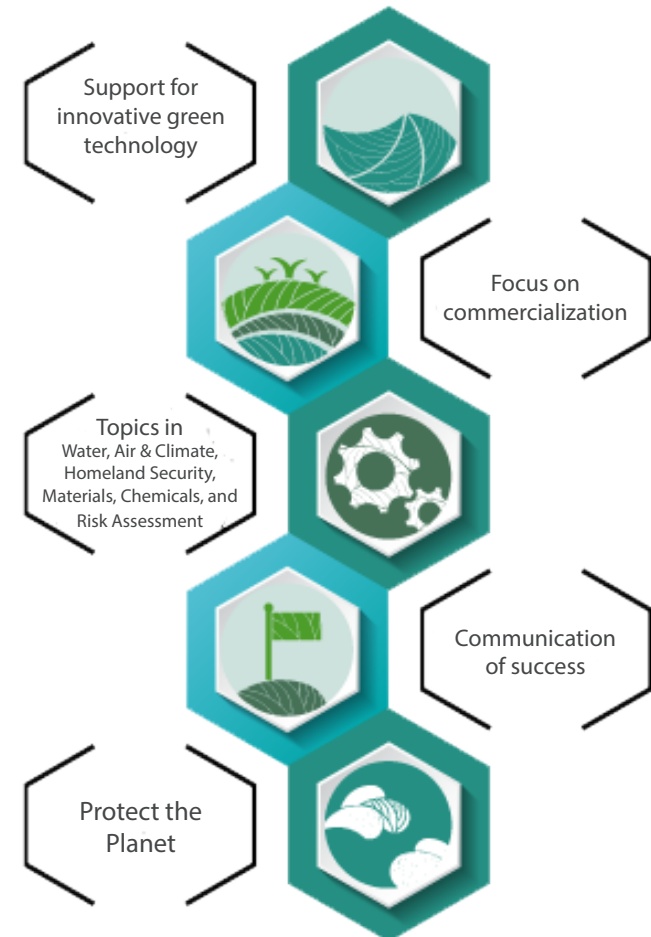 Support for
innovative green
technology
Focus on
commercialization
Topics in
Water, Air & Climate,
Homeland Security,
Materials, Chemicals, and
Risk Assessment
Communication
of success
Protect the
Planet